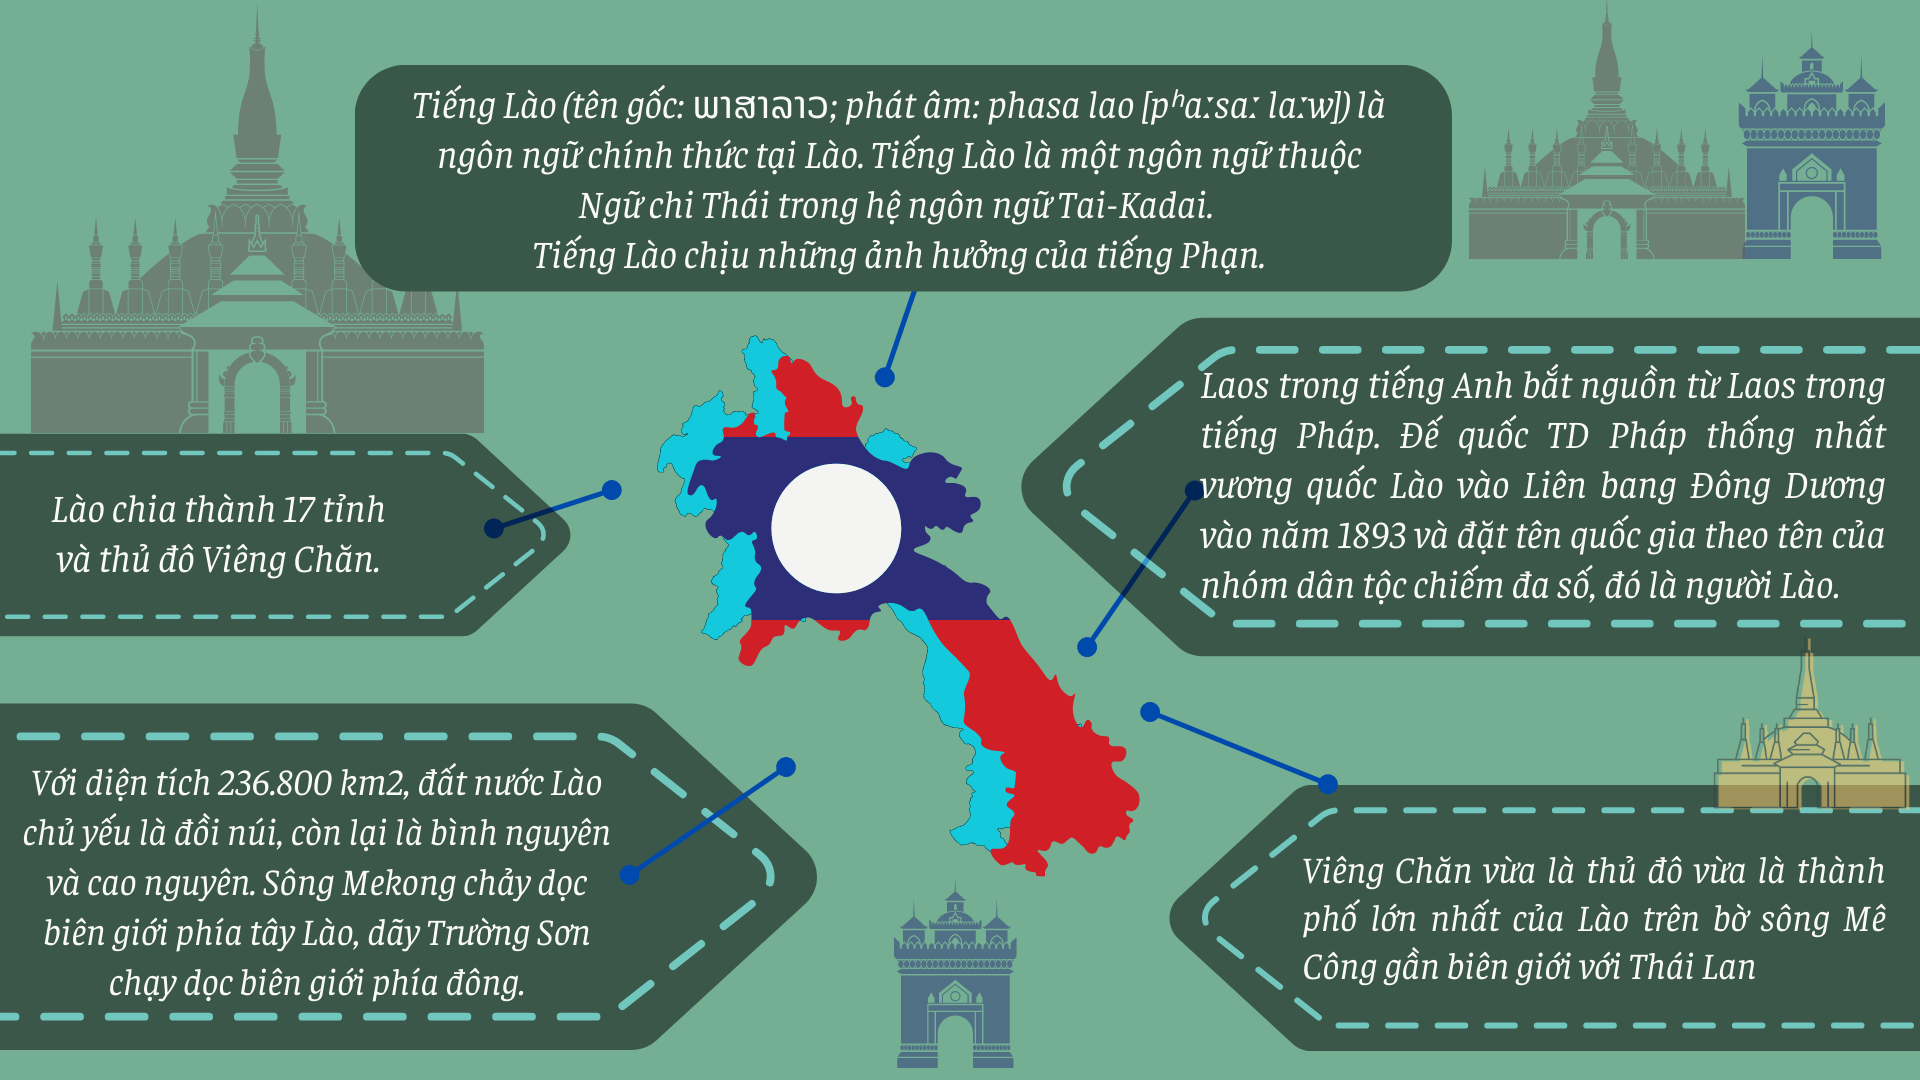 Tiếng Lào (tên gốc: ພາສາລາວ; phát âm: phasa lao [pʰaːsaː laːw]) là
ngôn ngữ chính thức tại Lào. Tiếng Lào là một ngôn ngữ thuộc
Ngữ chi Thái trong hệ ngôn ngữ Tai-Kadai.
Tiếng Lào chịu những ảnh hưởng của tiếng Phạn.
Laos trong tiếng Anh bắt nguồn từ Laos trong
tiếng Pháp. Đế quốc TD Pháp thống nhất
vương quốc Lào vào Liên bang Đông Dương
vào năm 1893 và đặt tên quốc gia theo tên của
nhóm dân tộc chiếm đa số, đó là người Lào.
Lào chia thành 17 tỉnh
và thủ đô Viêng Chăn.
Với diện tích 236.800 km2, đất nước Lào
chủ yếu là đồi núi, còn lại là bình nguyên
và cao nguyên. Sông Mekong chảy dọc
biên giới phía tây Lào, dãy Trường Sơn
chạy dọc biên giới phía đông.
Viêng Chăn vừa là thủ đô vừa là thành
phố lớn nhất của Lào trên bờ sông Mê
Công gần biên giới với Thái Lan